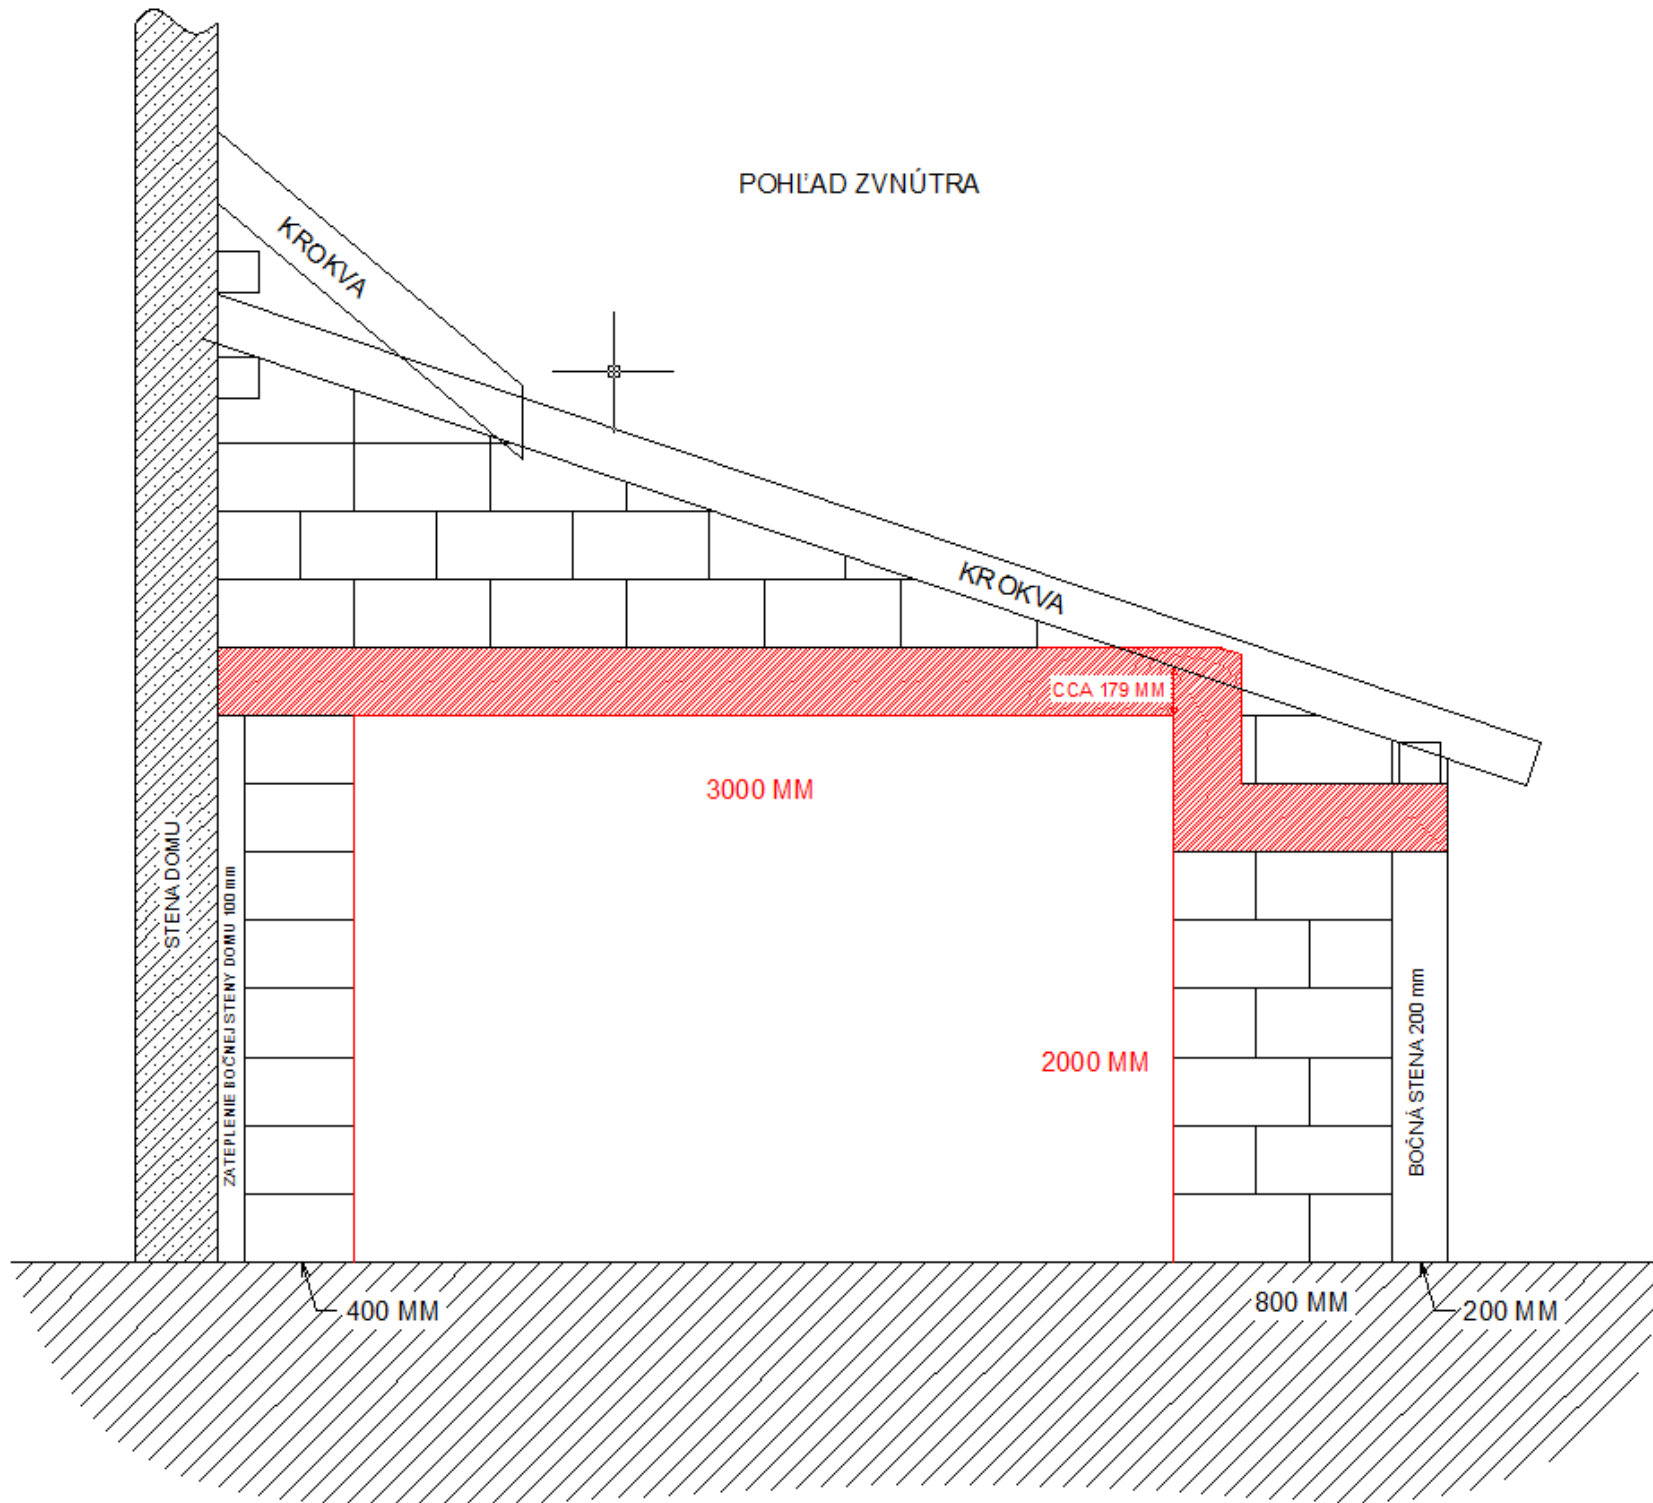 POHĽAD ZVNÚTRA
KROKVA
KROKVA
CCA 179 MM
3000 MM
STENA DOMU
ZATEPLENIE BOČNEJ STENY DOMU 100 mm
2000 MM
BOČNÁ STENA 200 mm
400 MM
800 MM
200 MM